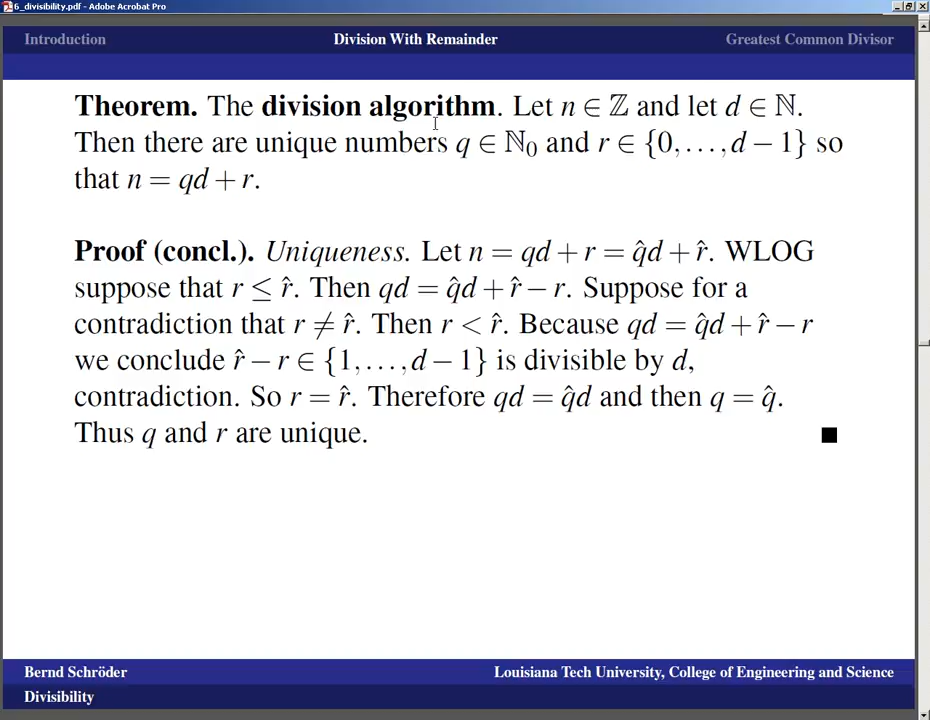 6_divisibility.pdf - Adobe Acrobat Pro
Introduction Division With Remainder Greatest Common Divisor
Theorem. The division algorithm. Let n ∈ ℤ and let d ∈ ℕ.
Then there are unique numbers q ∈ ℕ₀ and r ∈ {0,...,d − 1} so
that n = qd + r.
Proof (concl.). Uniqueness. Let n = qd + r = q̂d + r̂. WLOG
suppose that r ≤ r̂. Then qd = q̂d + r̂ − r. Suppose for a
contradiction that r ≠ r̂. Then r < r̂. Because qd = q̂d + r̂ − r
we conclude r̂ − r ∈ {1,...,d − 1} is divisible by d,
contradiction. So r = r̂. Therefore qd = q̂d and then q = q̂.
Thus q and r are unique. ■
Bernd Schröder Louisiana Tech University, College of Engineering and Science
Divisibility